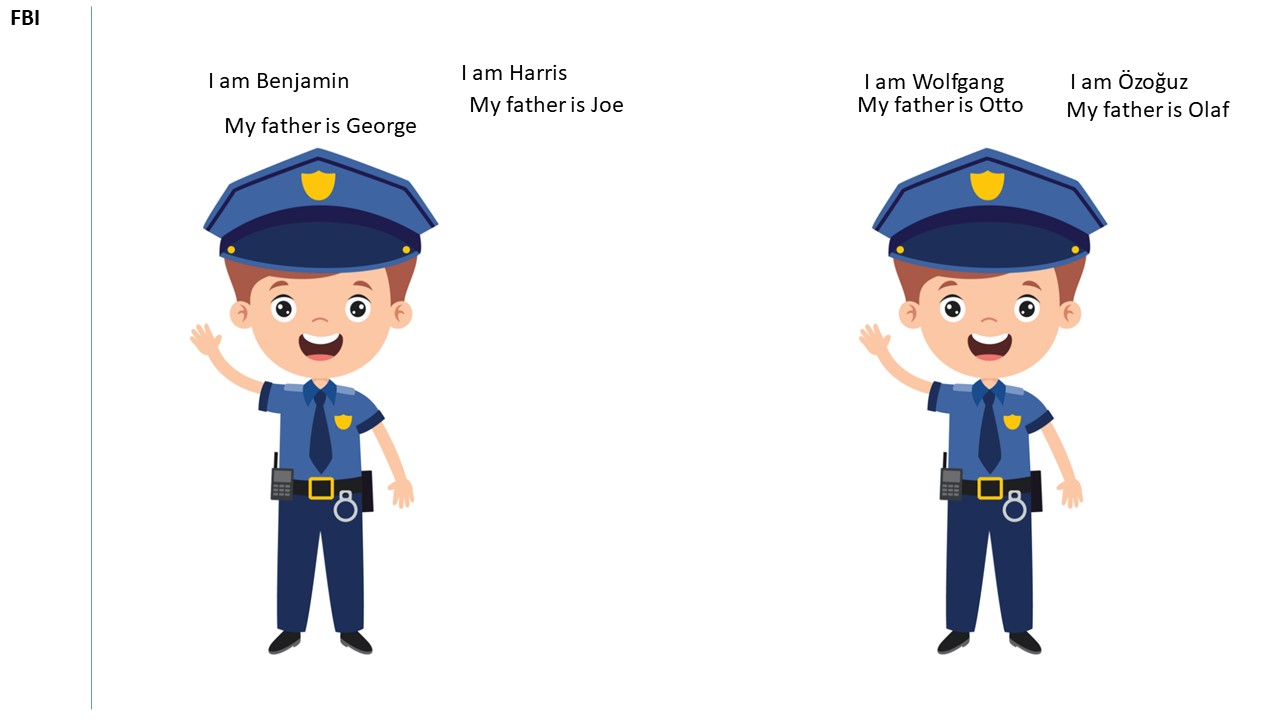 FBI
I am Benjamin
My father is George
I am Harris
My father is Joe
I am Wolfgang
My father is Otto
I am Özoğuz
My father is Olaf